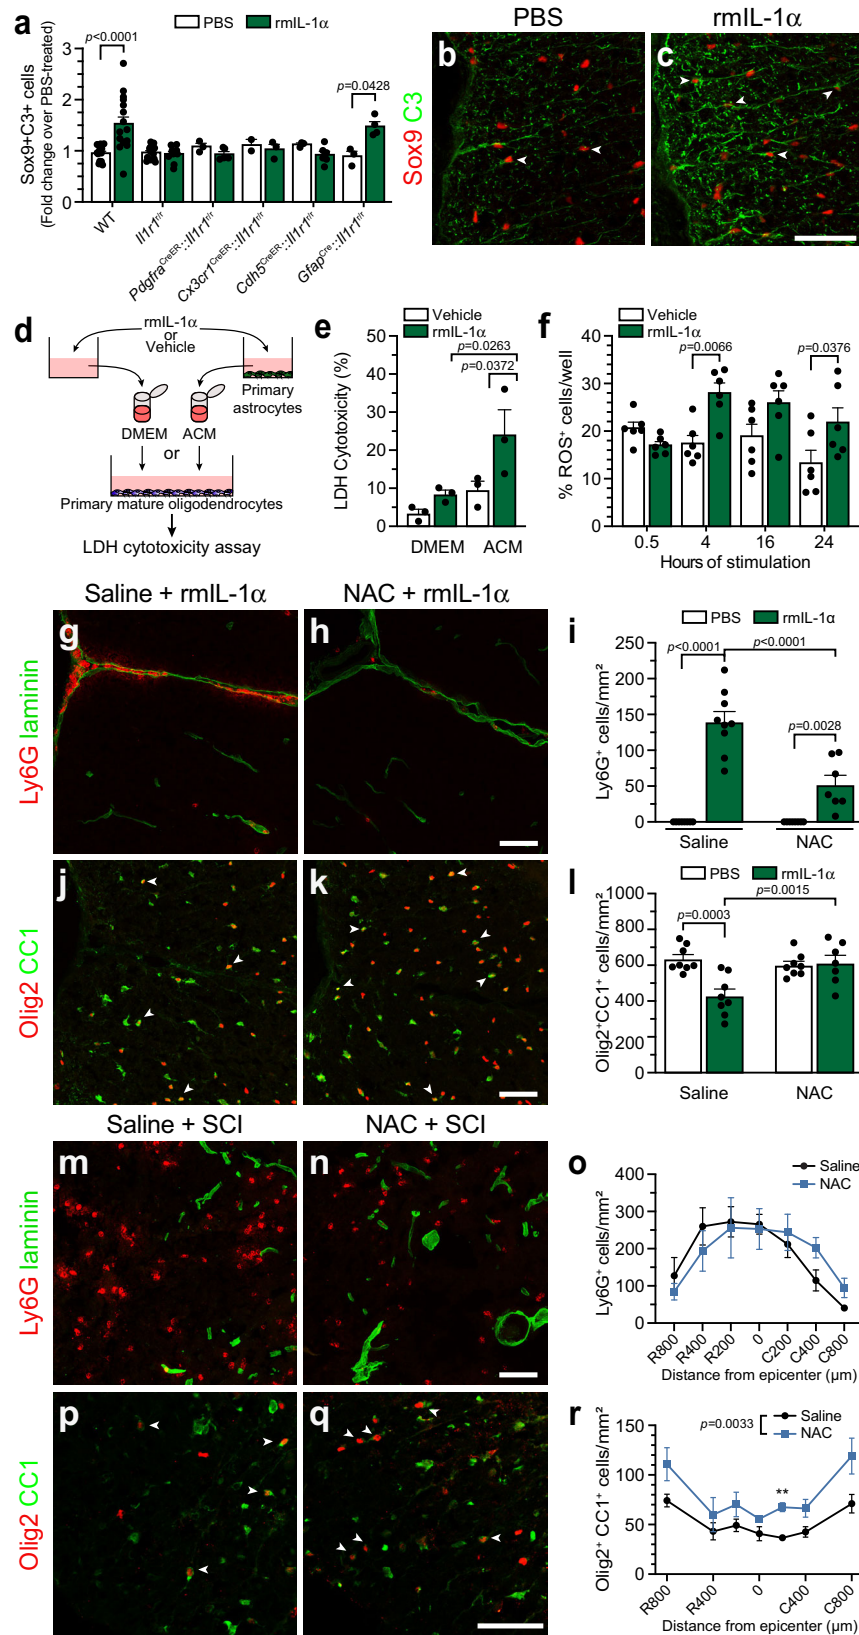 a
PBS
rmIL-1α
p<0.0001
p=0.0428
Sox9+C3+ cells
(Fold change over PBS-treated)
3
2
1
0
WT
Il1r1r/r
PdgfraCreER::Il1r1r/r
Cx3cr1CreER::Il1r1r/r
Cdh5CreER::Il1r1r/r
GfapCre::Il1r1r/r
PBS
rmIL-1α
Sox9 C3
b
c
d
rmIL-1α
or
Vehicle
Primary
astrocytes
DMEM
ACM
or
Primary mature oligodendrocytes
LDH cytotoxicity assay
e
Vehicle
rmIL-1α
p=0.0263
p=0.0372
LDH Cytotoxicity (%)
50
40
30
20
10
0
DMEM
ACM
f
Vehicle
rmIL-1α
p=0.0066
p=0.0376
% ROS+ cells/well
40
30
20
10
0
0.5
4
16
24
Hours of stimulation
Saline + rmIL-1α
NAC + rmIL-1α
Ly6G laminin
g
h
i
PBS
rmIL-1α
p<0.0001
p<0.0001
p=0.0028
Ly6G+ cells/mm²
250
200
150
100
50
0
Saline
NAC
Olig2 CC1
j
k
l
PBS
rmIL-1α
p=0.0015
p=0.0003
Olig2+CC1+ cells/mm²
1000
800
600
400
200
0
Saline
NAC
Saline + SCI
NAC + SCI
Ly6G laminin
m
n
o
Saline
NAC
Ly6G+ cells/mm²
400
300
200
100
0
R800
R400
R200
0
C200
C400
C800
Distance from epicenter (µm)
Olig2 CC1
p
q
r
p=0.0033
Saline
NAC
**
Olig2+ CC1+ cells/mm²
150
100
75
50
25
0
R800
R400
0
C400
C800
Distance from epicenter (µm)